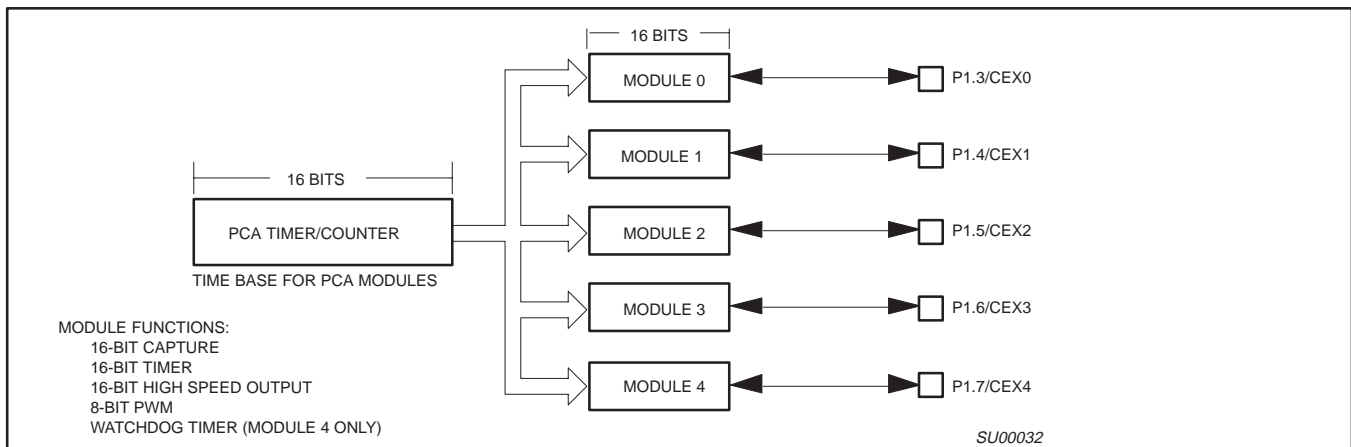 16 BITS
MODULE 0
P1.3/CEX0
MODULE 1
P1.4/CEX1
16 BITS
PCA TIMER/COUNTER
MODULE 2
P1.5/CEX2
TIME BASE FOR PCA MODULES
MODULE 3
P1.6/CEX3
MODULE FUNCTIONS:
16-BIT CAPTURE
16-BIT TIMER
16-BIT HIGH SPEED OUTPUT
8-BIT PWM
WATCHDOG TIMER (MODULE 4 ONLY)
MODULE 4
P1.7/CEX4
SU00032